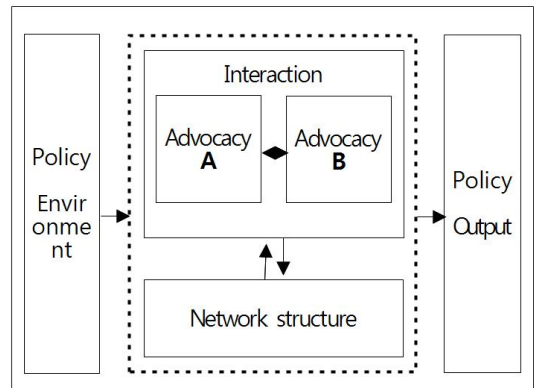 Policy
Envir
onme
nt
Interaction
Advocacy
A
Advocacy
B
Network structure
Policy
Output